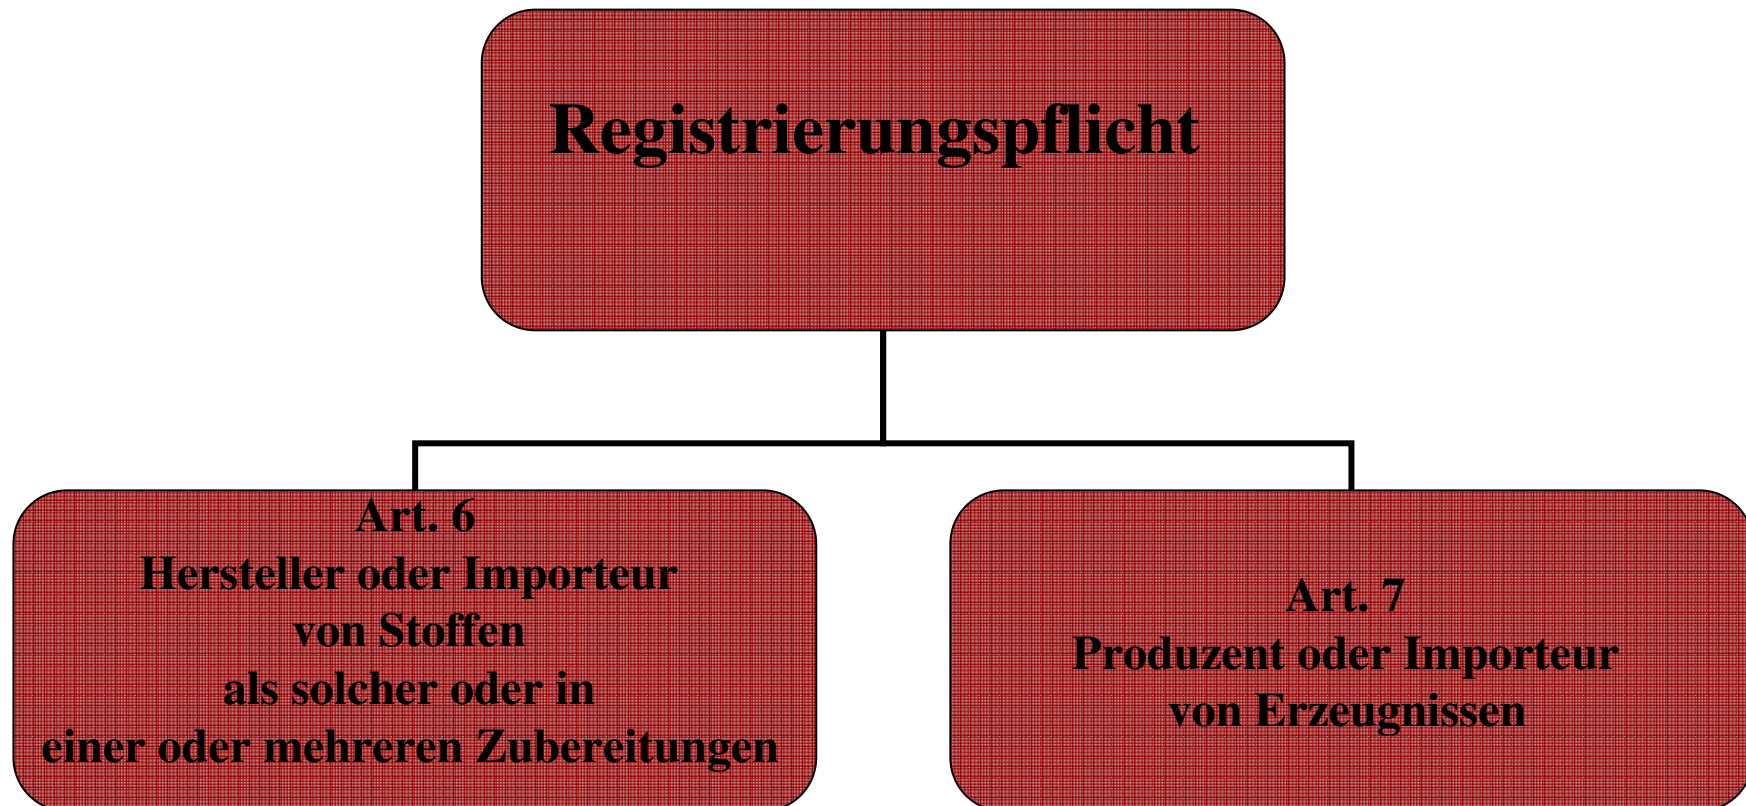 Registrierungspflicht
Art. 6
Hersteller oder Importeur
von Stoffen
als solcher oder in
einer oder mehreren Zubereitungen
Art. 7
Produzent oder Importeur
von Erzeugnissen